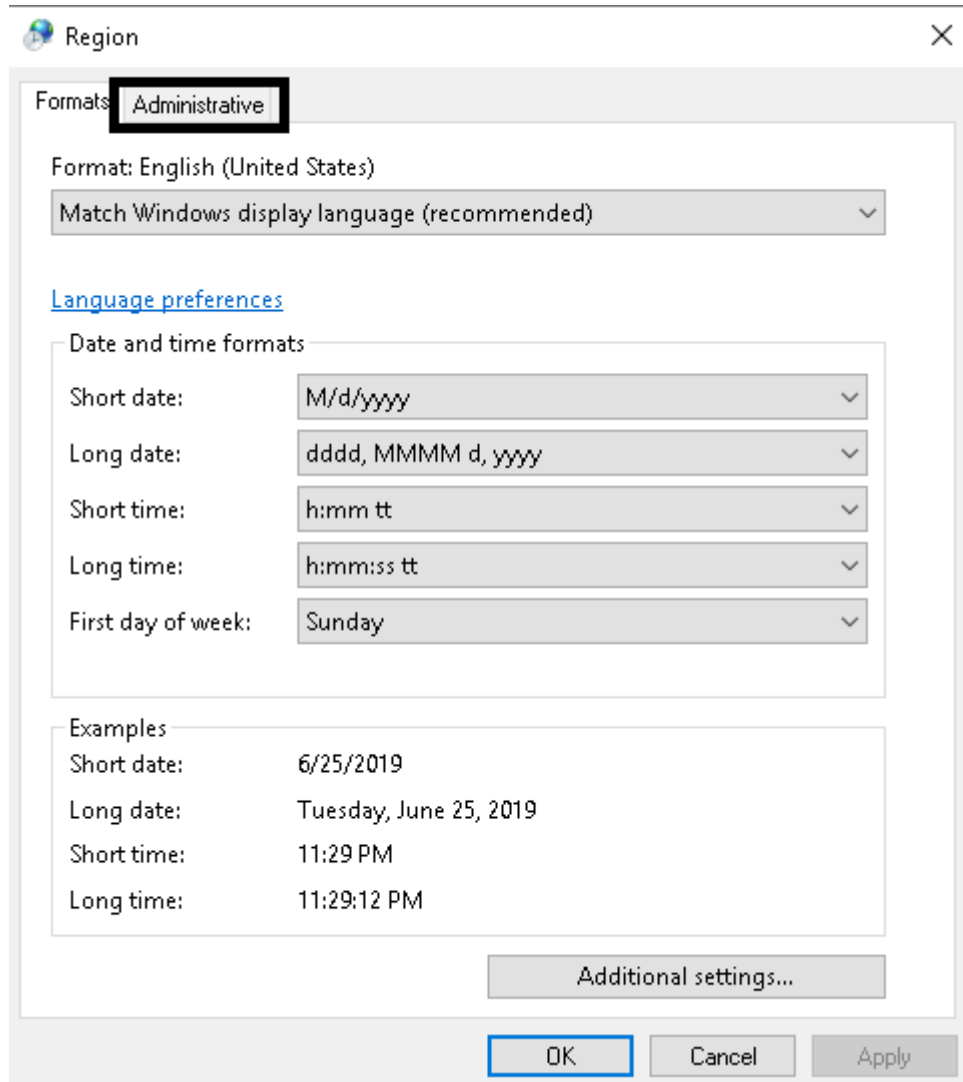 Region
Formats Administrative
Format: English (United States)
Match Windows display language (recommended)
Language preferences
Date and time formats
Short date: M/d/yyyy
Long date: dddd, MMMM d, yyyy
Short time: h:mm tt
Long time: h:mm:ss tt
First day of week: Sunday
Examples
Short date: 6/25/2019
Long date: Tuesday, June 25, 2019
Short time: 11:29 PM
Long time: 11:29:12 PM
Additional settings...
OK Cancel Apply